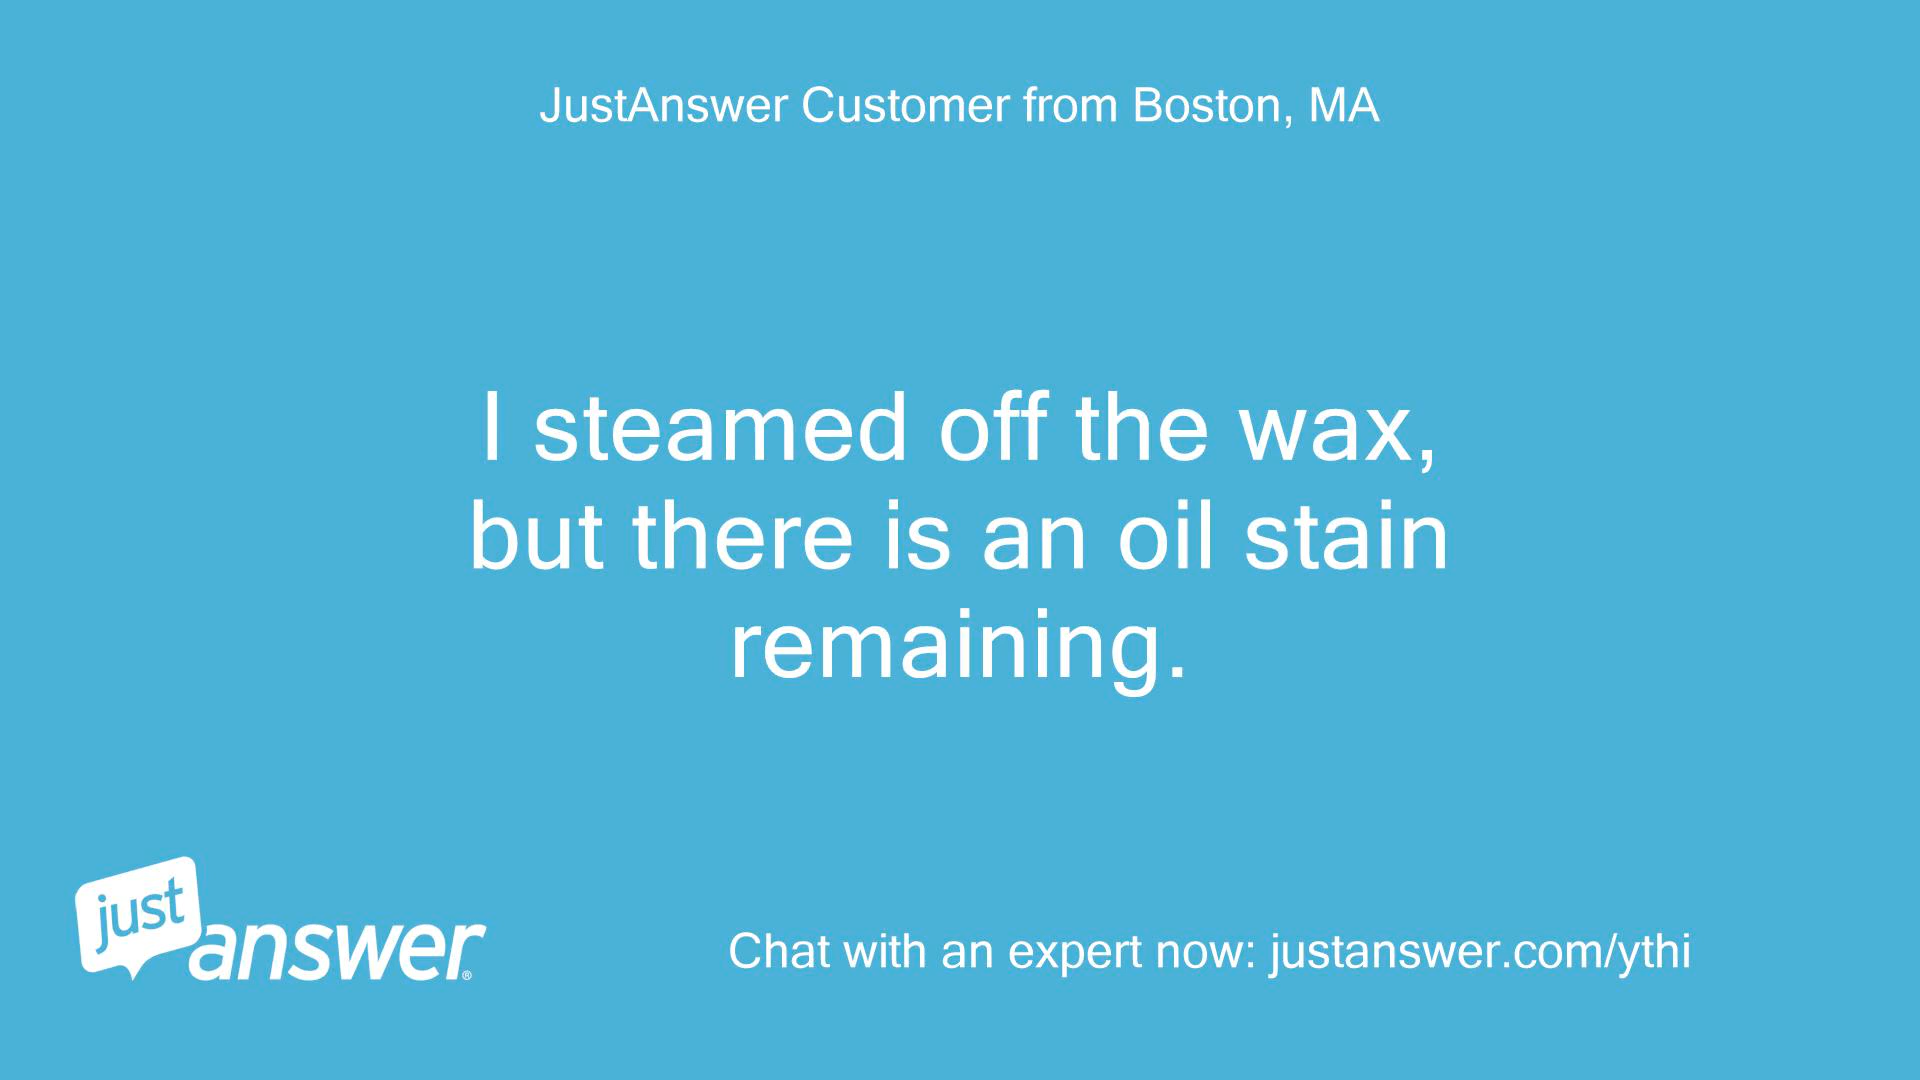 JustAnswer Customer from Boston, MA
I steamed off the wax,
but there is an oil stain
remaining.
just
answer®
Chat with an expert now: justanswer.com/ythi